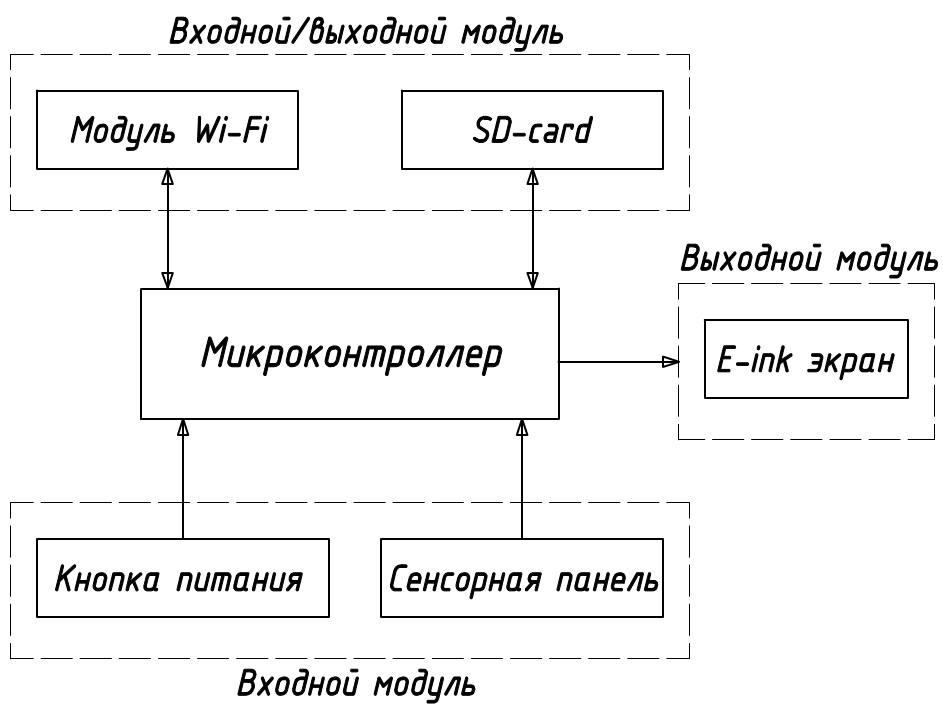 Входной/выходной модуль
Модуль Wi-Fi
SD-card
Выходной модуль
Микроконтроллер
E-ink экран
Кнопка питания
Сенсорная панель
Входной модуль